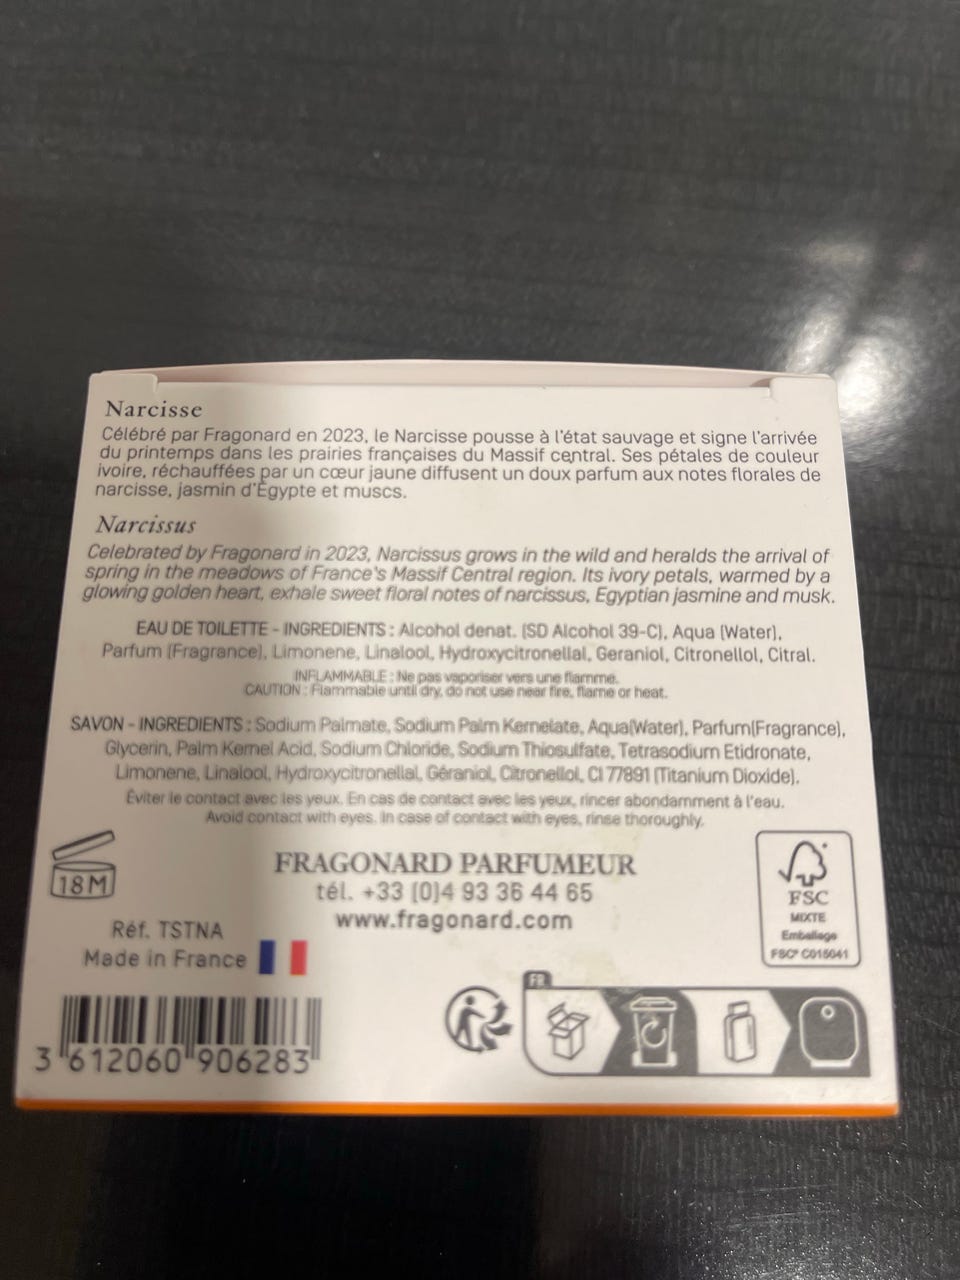 Narcisse
Célébré par Fragonard en 2023, le Narcisse pousse à l'état sauvage et signe l'arrivée
du printemps dans les prairies françaises du Massif central. Ses pétales de couleur
ivoire, réchauffées par un cœur jaune diffusent un doux parfum aux notes florales de
narcisse, jasmin d'Égypte et muscs.
Narcissus
Celebrated by Fragonard in 2023, Narcissus grows in the wild and heralds the arrival of
spring in the meadows of France's Massif Central region. Its ivory petals, warmed by a
glowing golden heart, exhale sweet floral notes of narcissus, Egyptian jasmine and musk.
EAU DE TOILETTE - INGREDIENTS : Alcohol denat. (SD Alcohol 39-C), Aqua (Water),
Parfum (Fragrance), Limonene, Linalool, Hydroxycitronellal, Geraniol, Citronellol, Citral.
INFLAMMABLE : Ne pas vaporiser vers une flamme.
CAUTION : Flammable until dry, do not use near fire, flame or heat.
SAVON - INGREDIENTS : Sodium Palmate, Sodium Palm Kernelate, Aqua(Water), Parfum(Fragrance),
Glycerin, Palm Kernel Acid, Sodium Chloride, Sodium Thiosulfate, Tetrasodium Etidronate,
Limonene, Linalool, Hydroxycitronellal, Géraniol, Citronellol, CI 77891 (Titanium Dioxide).
Éviter le contact avec les yeux. En cas de contact avec les yeux, rincer abondamment à l'eau.
Avoid contact with eyes. In case of contact with eyes, rinse thoroughly.
18M
FRAGONARD PARFUMEUR
tél. +33 (0)4 93 36 44 65
www.fragonard.com
FSC
MIXTE
Emballage
FSC® C015041
Réf. TSTNA
Made in France
FR
3 612060 906283